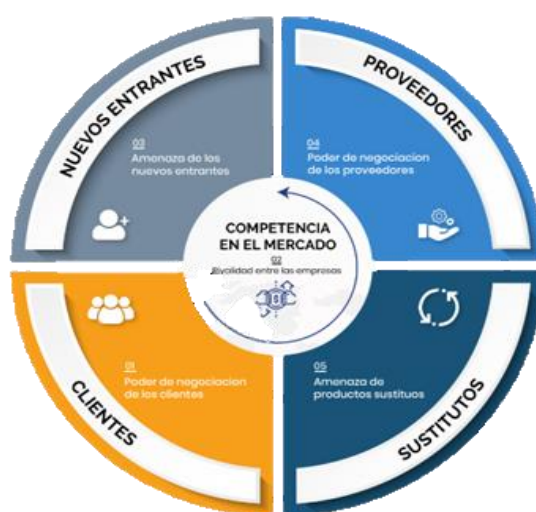 NUEVOS ENTRANTES
03
Amenaza de los
nuevos entrantes
PROVEEDORES
04
Poder de negociacion
de los proveedores
COMPETENCIA
EN EL MERCADO
02
Rivalidad entre las empresas
CLIENTES
01
Poder de negociacion
de los clientes
SUSTITUTOS
05
Amenaza de
productos sustituos